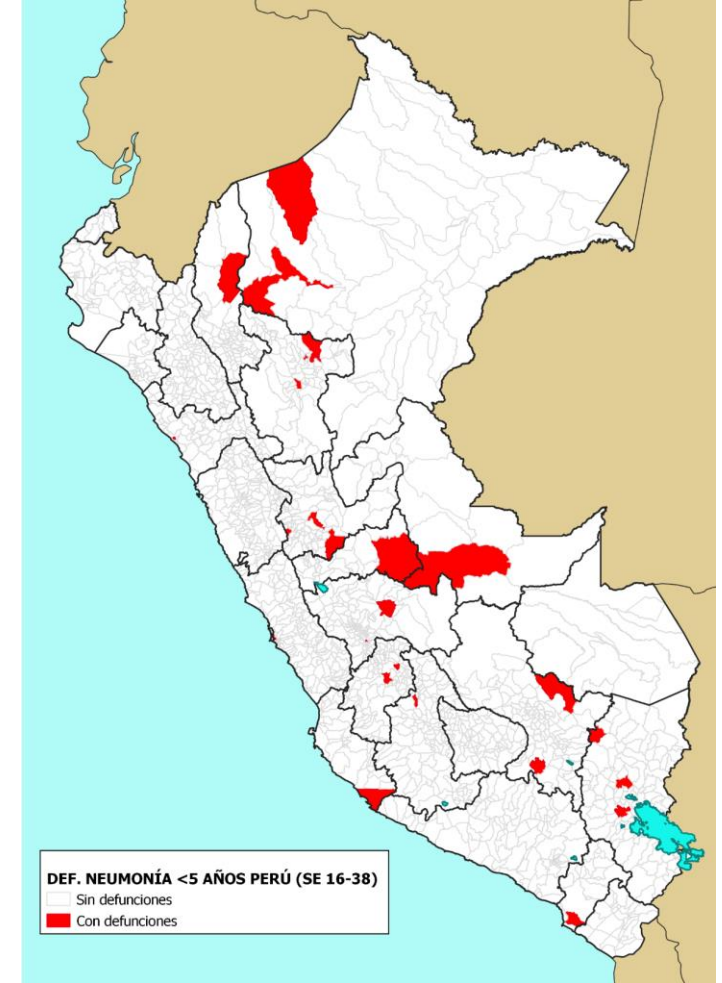 DEF. NEUMONÍA <5 AÑOS PERÚ (SE 16-38)
Sin defunciones
Con defunciones